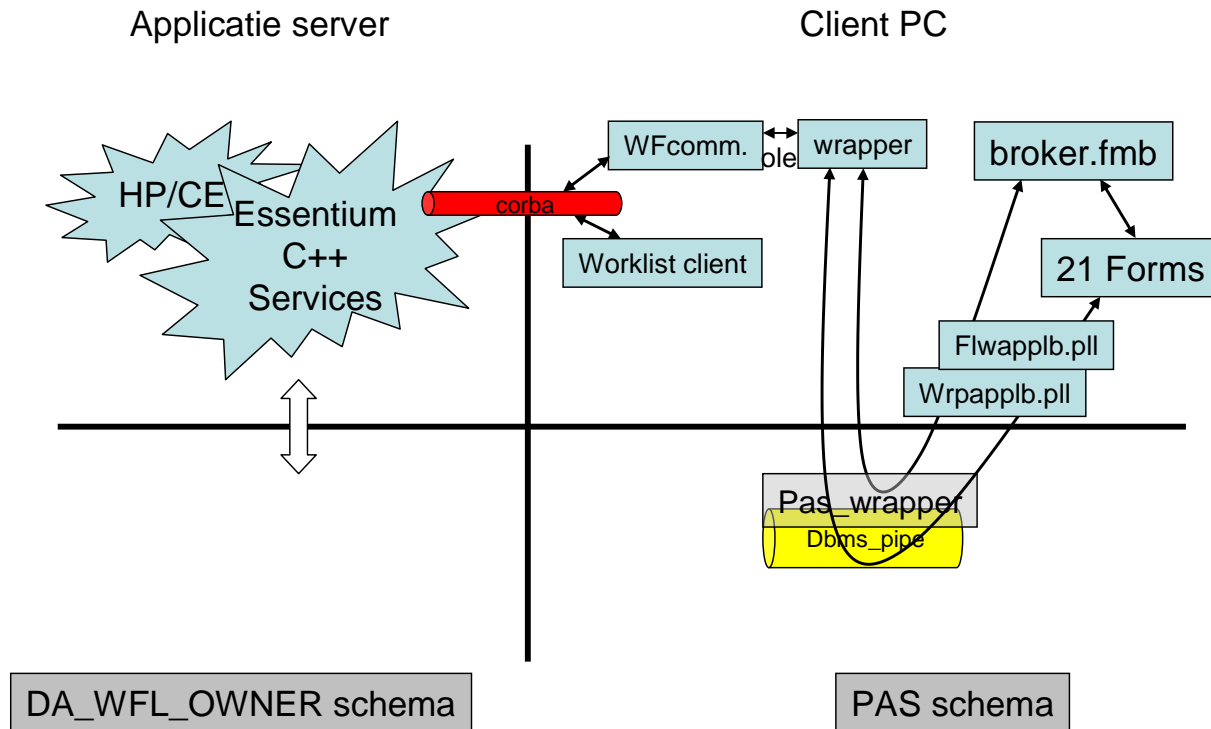 Applicatie server
Client PC
HP/CE
Essentium
C++
Services
corba
WFcomm.
ole
wrapper
broker.fmb
Worklist client
21 Forms
Flwapplb.pll
Wrpapplb.pll
Pas_wrapper
Dbms_pipe
DA_WFL_OWNER schema
PAS schema